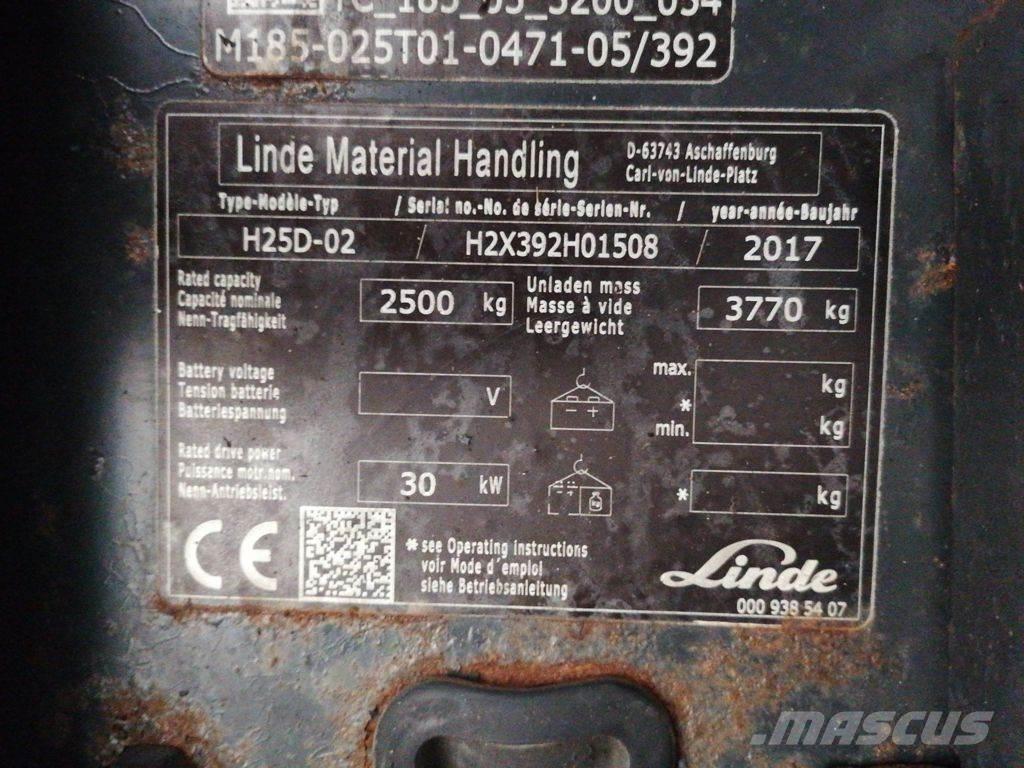 M185-025T01-0471-05/392
Linde Material Handling
D-63743 Aschaffenburg
Carl-von-Linde-Platz
Type-Modèle-Typ / Serial no.-No. de série-Serien-Nr. / year-année-Baujahr
H25D-02 / H2X392H01508 / 2017
Rated capacity
Capacité nominale
Nenn-Tragfähigkeit
2500 kg
Unladen mass
Masse à vide
Leergewicht
3770 kg
Battery voltage
Tension batterie
Batteriespannung
V
- +
max. kg
*
min. kg
Rated drive power
Puissance motr.nom.
Nenn-Antriebsleist.
30 kW
* kg
CE
* see Operating instructions
voir Mode d'emploi
siehe Betriebsanleitung
Linde
000 938 54 07
MASCUS